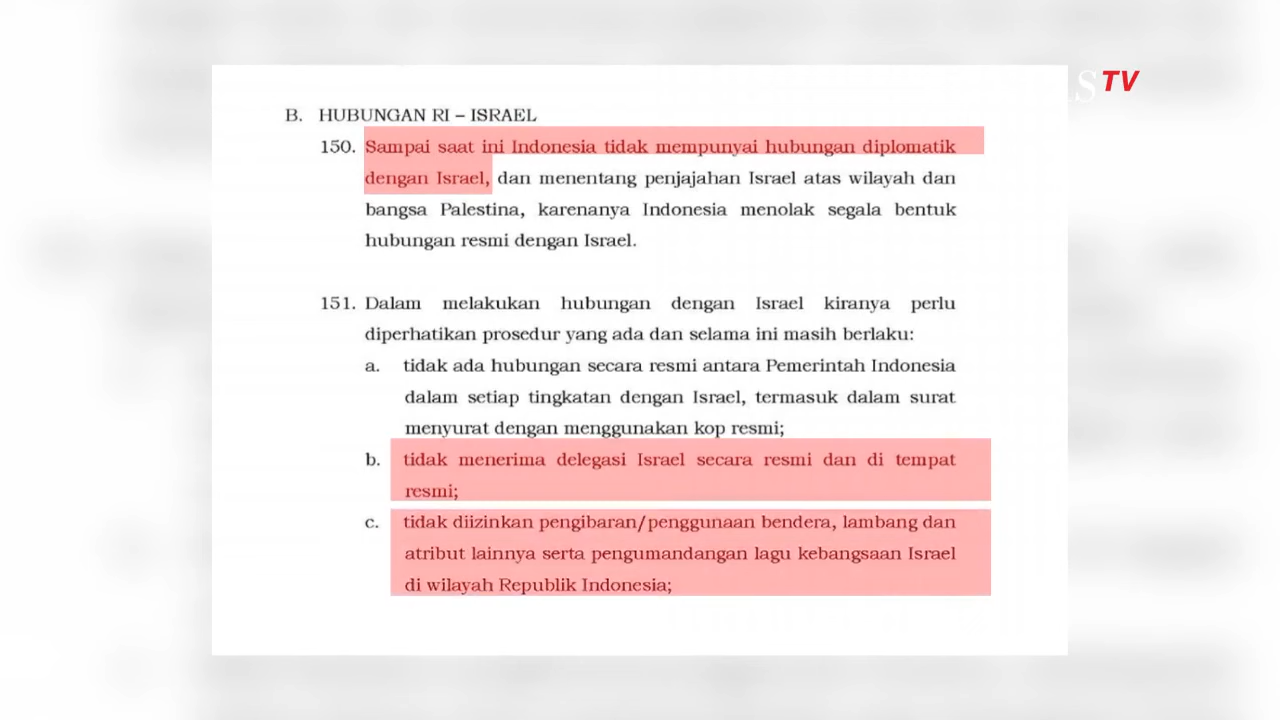 STV
B. HUBUNGAN RI – ISRAEL
150. Sampai saat ini Indonesia tidak mempunyai hubungan diplomatik
dengan Israel, dan menentang penjajahan Israel atas wilayah dan
bangsa Palestina, karenanya Indonesia menolak segala bentuk
hubungan resmi dengan Israel.
151. Dalam melakukan hubungan dengan Israel kiranya perlu
diperhatikan prosedur yang ada dan selama ini masih berlaku:
a. tidak ada hubungan secara resmi antara Pemerintah Indonesia
dalam setiap tingkatan dengan Israel, termasuk dalam surat
menyurat dengan menggunakan kop resmi;
b. tidak menerima delegasi Israel secara resmi dan di tempat
resmi;
c. tidak diizinkan pengibaran/penggunaan bendera, lambang dan
atribut lainnya serta pengumandangan lagu kebangsaan Israel
di wilayah Republik Indonesia;